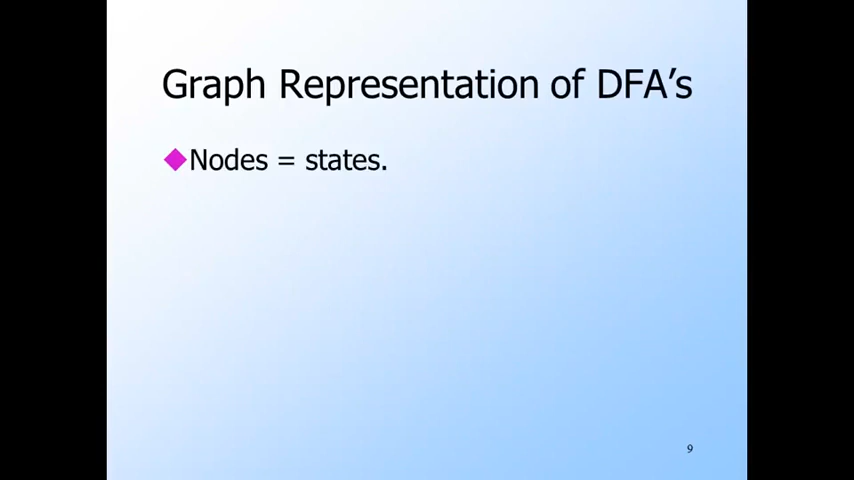 Graph Representation of DFA’s
Nodes = states.
9